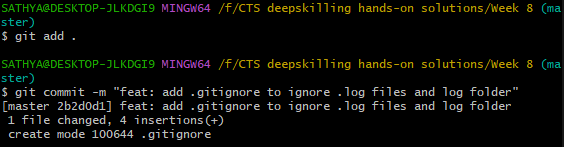 SATHYA@DESKTOP-JLKDGI9 MINGW64 /f/CTS deepskilling hands-on solutions/Week 8 (ma
ster)
$ git add .
SATHYA@DESKTOP-JLKDGI9 MINGW64 /f/CTS deepskilling hands-on solutions/Week 8 (ma
ster)
$ git commit -m "feat: add .gitignore to ignore .log files and log folder"
[master 2b2d0d1] feat: add .gitignore to ignore .log files and log folder
 1 file changed, 4 insertions(+)
 create mode 100644 .gitignore